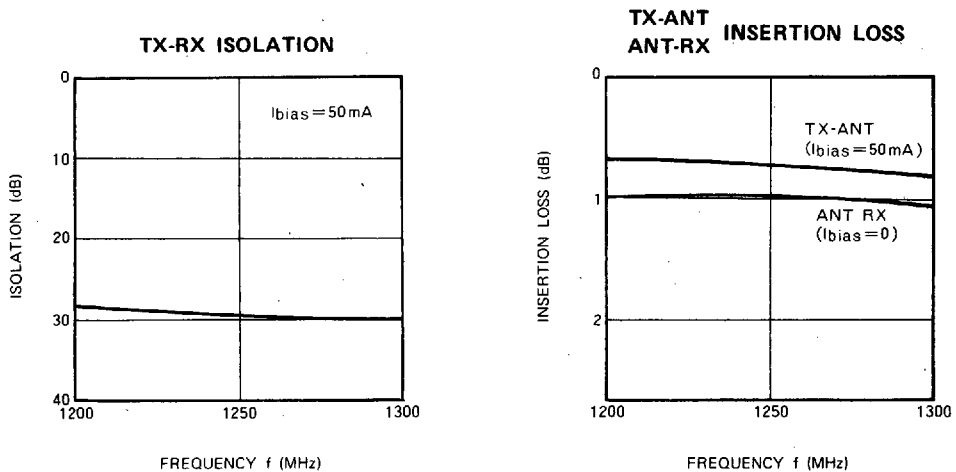 TX-RX ISOLATION
0
10
20
30
40
ISOLATION (dB)
Ibias=50mA
1200
1250
1300
FREQUENCY f (MHz)
TX-ANT
ANT-RX
INSERTION LOSS
0
1
2
INSERTION LOSS (dB)
TX-ANT
(Ibias=50mA)
ANT RX
(Ibias=0)
1200
1250
1300
FREQUENCY f (MHz)